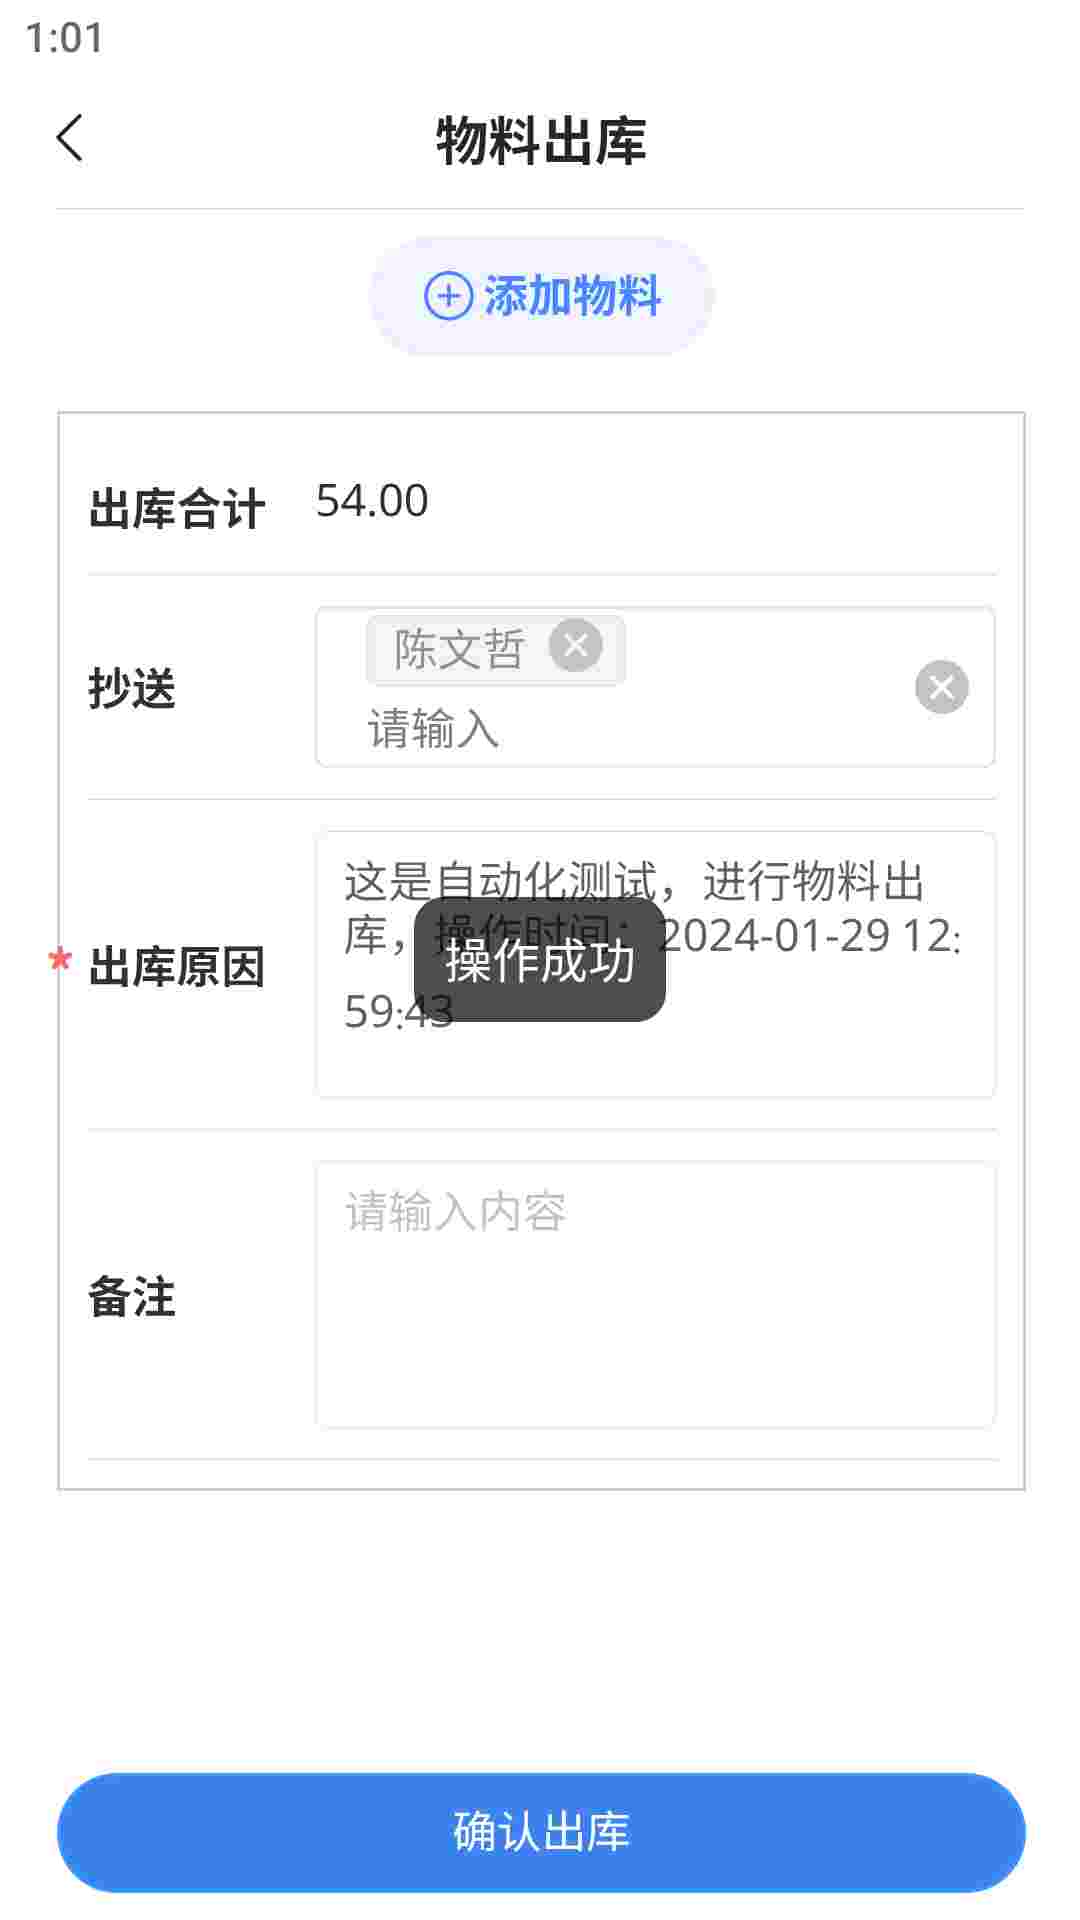 1:01
物料出库
添加物料
出库合计 54.00
陈文哲
抄送
请输入
这是自动化测试，进行物料出
库，操作时间：2024-01-29 12:
出库原因
操作成功
59:43
请输入内容
备注
确认出库